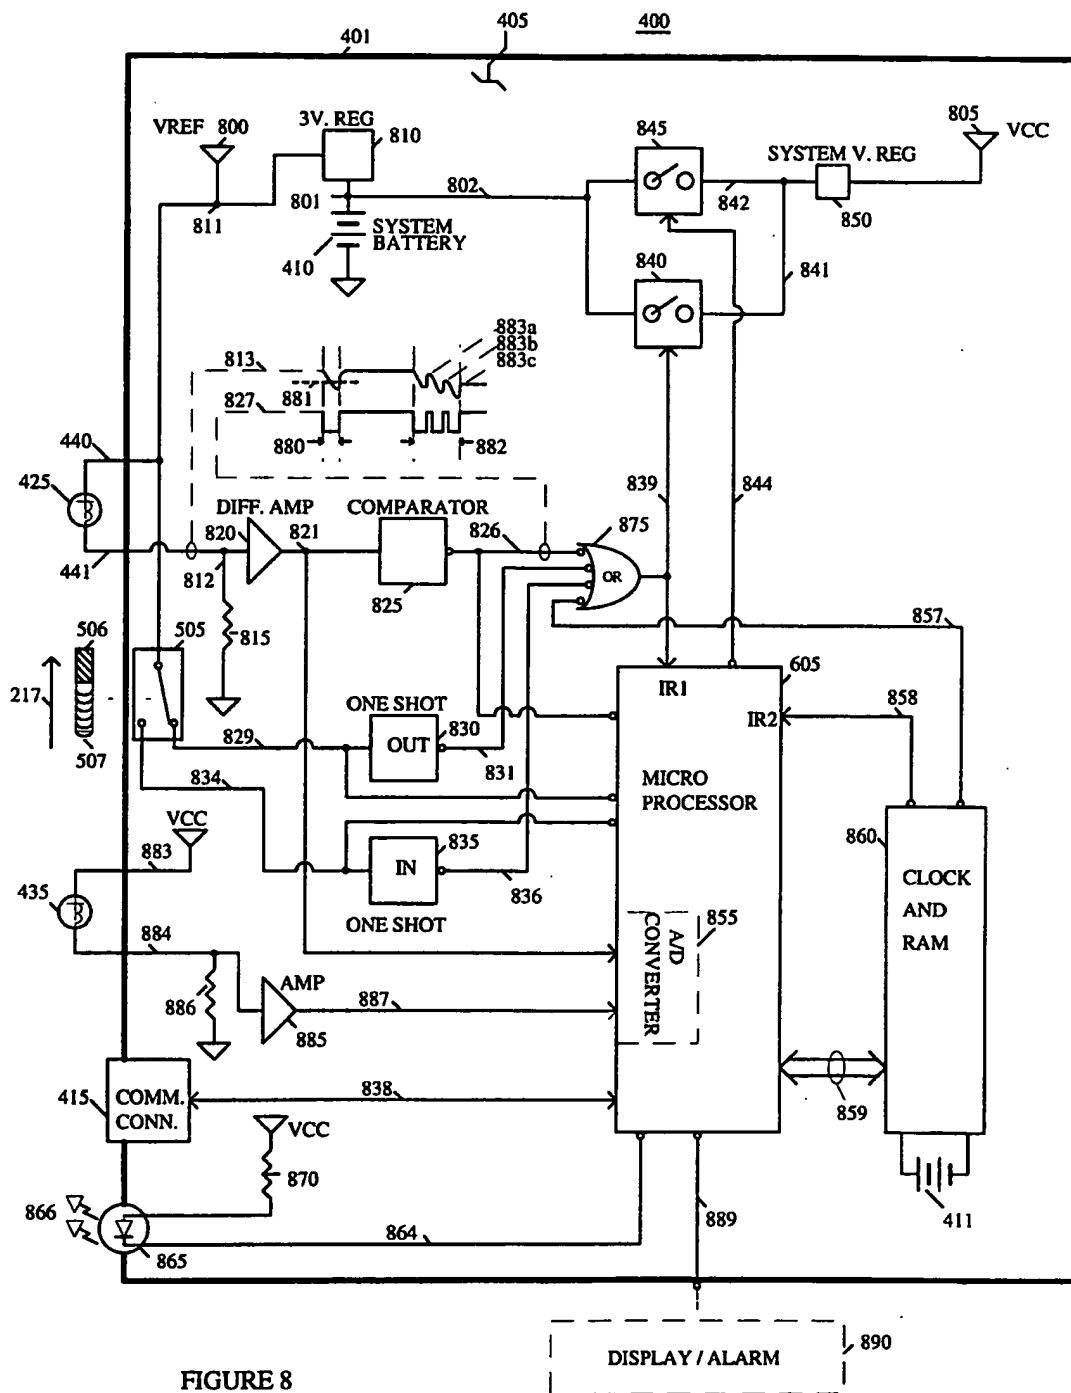 405
400
401
VREF
800
3V. REG
810
845
805
VCC
SYSTEM V. REG
802
801
811
SYSTEM
BATTERY
410
842
850
840
841
883a
883b
883c
813
881
827
880
882
440
425
839
844
DIFF. AMP
COMPARATOR
820
821
826
875
OR
441
812
825
857
506
505
815
605
217
IR1
858
ONE SHOT
830
IR2
OUT
507
829
831
834
MICRO
PROCESSOR
VCC
835
860
883
IN
CLOCK
AND
RAM
435
836
ONE SHOT
855
A/D
CONVERTER
884
AMP
886
887
885
415
COMM.
CONN.
838
859
VCC
870
866
889
411
864
865
DISPLAY / ALARM
890
FIGURE 8